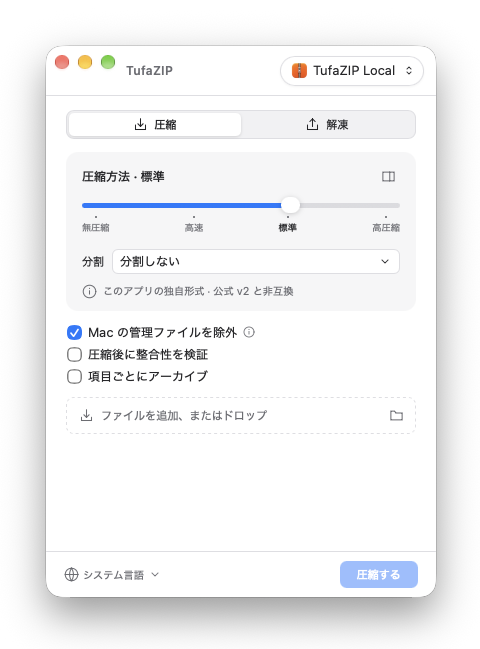 TufaZIP
TufaZIP Local
圧縮
解凍
圧縮方法 · 標準
無圧縮
高速
標準
高圧縮
分割
分割しない
このアプリの独自形式 · 公式 v2 と非互換
Mac の管理ファイルを除外
圧縮後に整合性を検証
項目ごとにアーカイブ
ファイルを追加、またはドロップ
システム言語
圧縮する